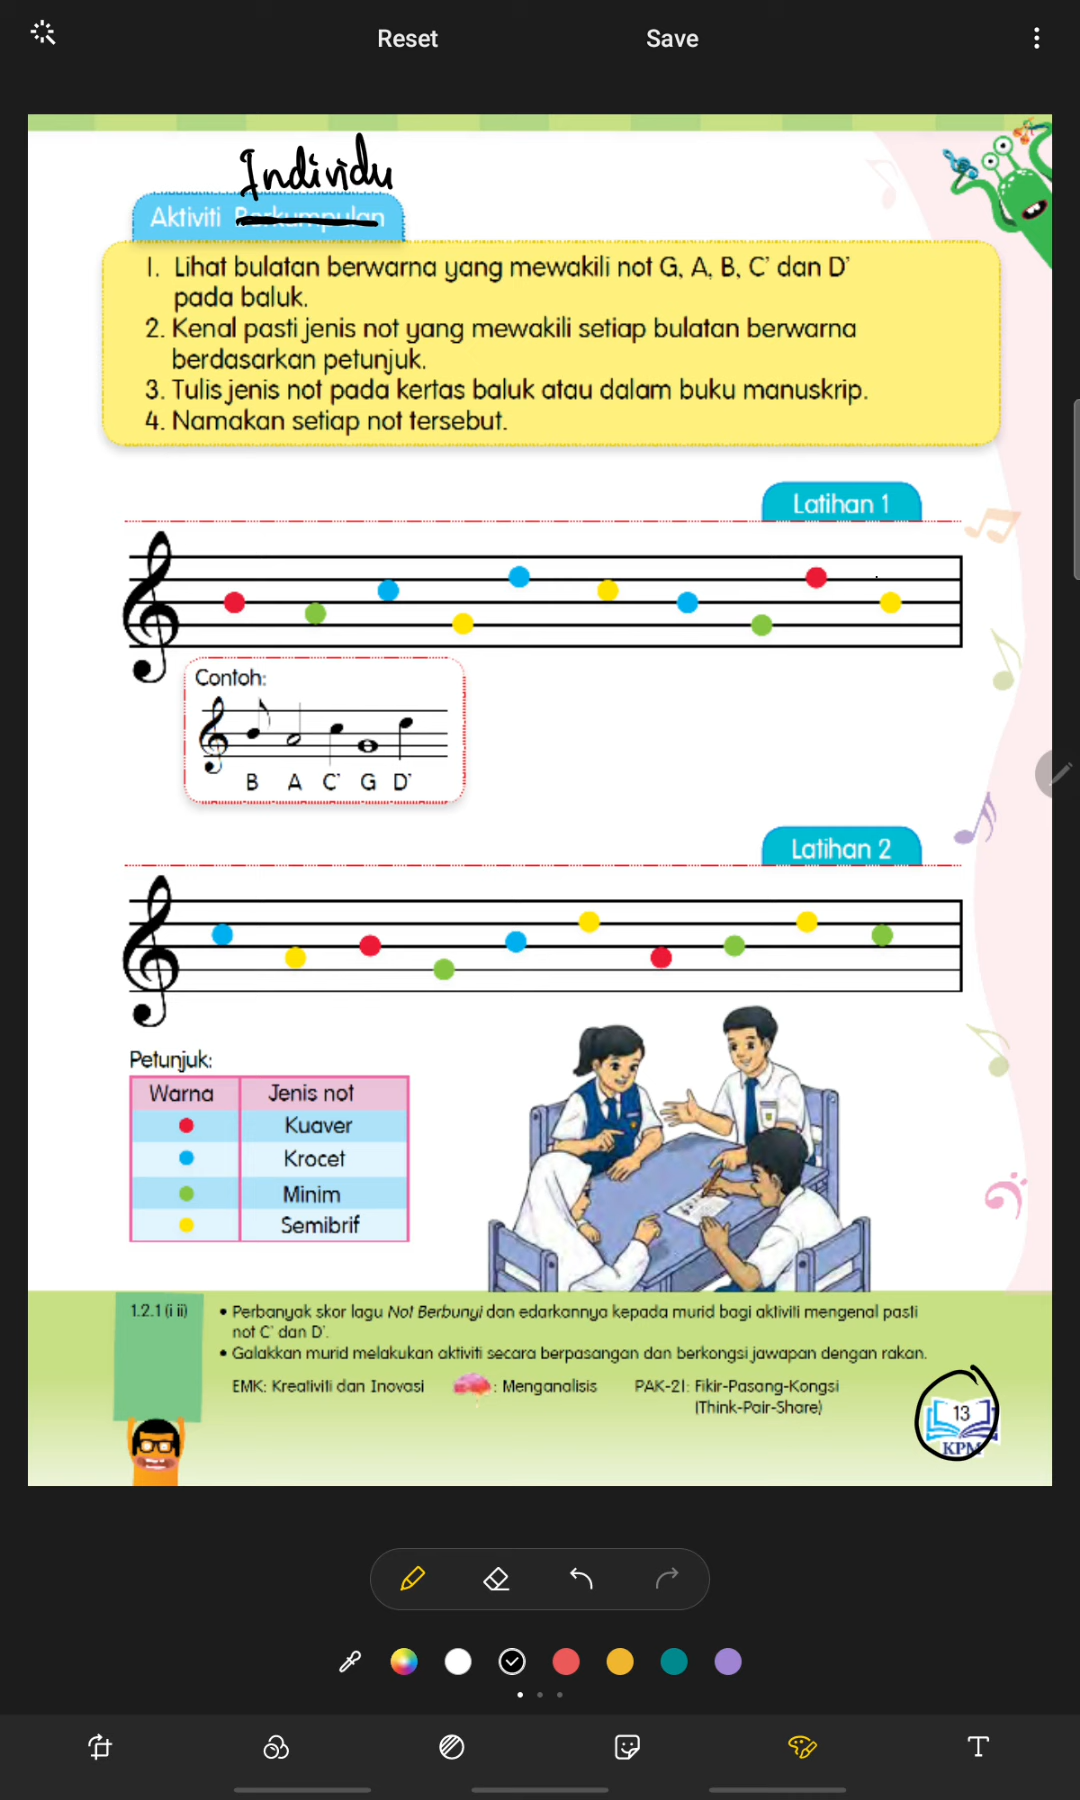 Reset
Save
Individu
Aktiviti Berkumpulan
1. Lihat bulatan berwarna yang mewakili not G, A, B, C' dan D'
pada baluk.
2. Kenal pasti jenis not yang mewakili setiap bulatan berwarna
berdasarkan petunjuk.
3. Tulis jenis not pada kertas baluk atau dalam buku manuskrip.
4. Namakan setiap not tersebut.
Latihan 1
Contoh:
B A C' G D'
Latihan 2
Petunjuk:
Warna Jenis not
Kuaver
Krocet
Minim
Semibrif
1.2.1 (i ii)
• Perbanyak skor lagu Not Berbunyi dan edarkannya kepada murid bagi aktiviti mengenal pasti
not C' dan D'.
• Galakkan murid melakukan aktiviti secara berpasangan dan berkongsi jawapan dengan rakan.
EMK: Kreativiti dan Inovasi : Menganalisis PAK-21: Fikir-Pasang-Kongsi
(Think-Pair-Share)
13
KPM
T